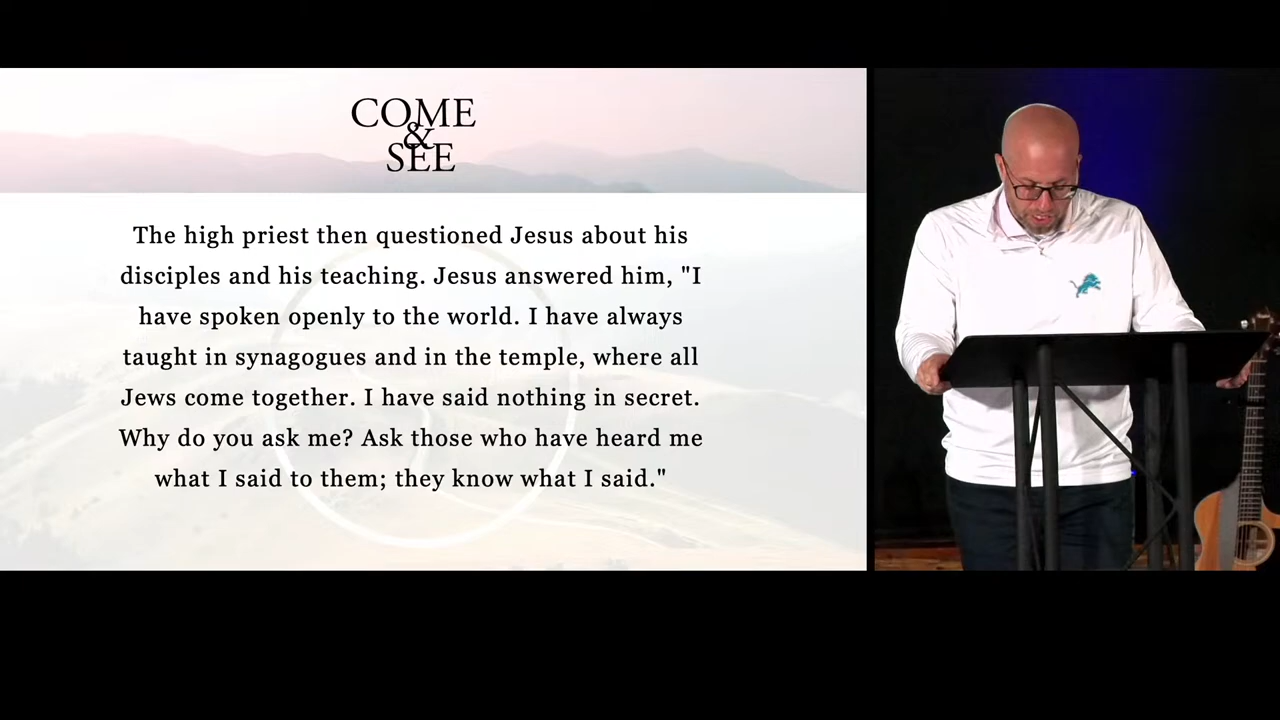 COME
&
SEE
The high priest then questioned Jesus about his
disciples and his teaching. Jesus answered him, "I
have spoken openly to the world. I have always
taught in synagogues and in the temple, where all
Jews come together. I have said nothing in secret.
Why do you ask me? Ask those who have heard me
what I said to them; they know what I said."